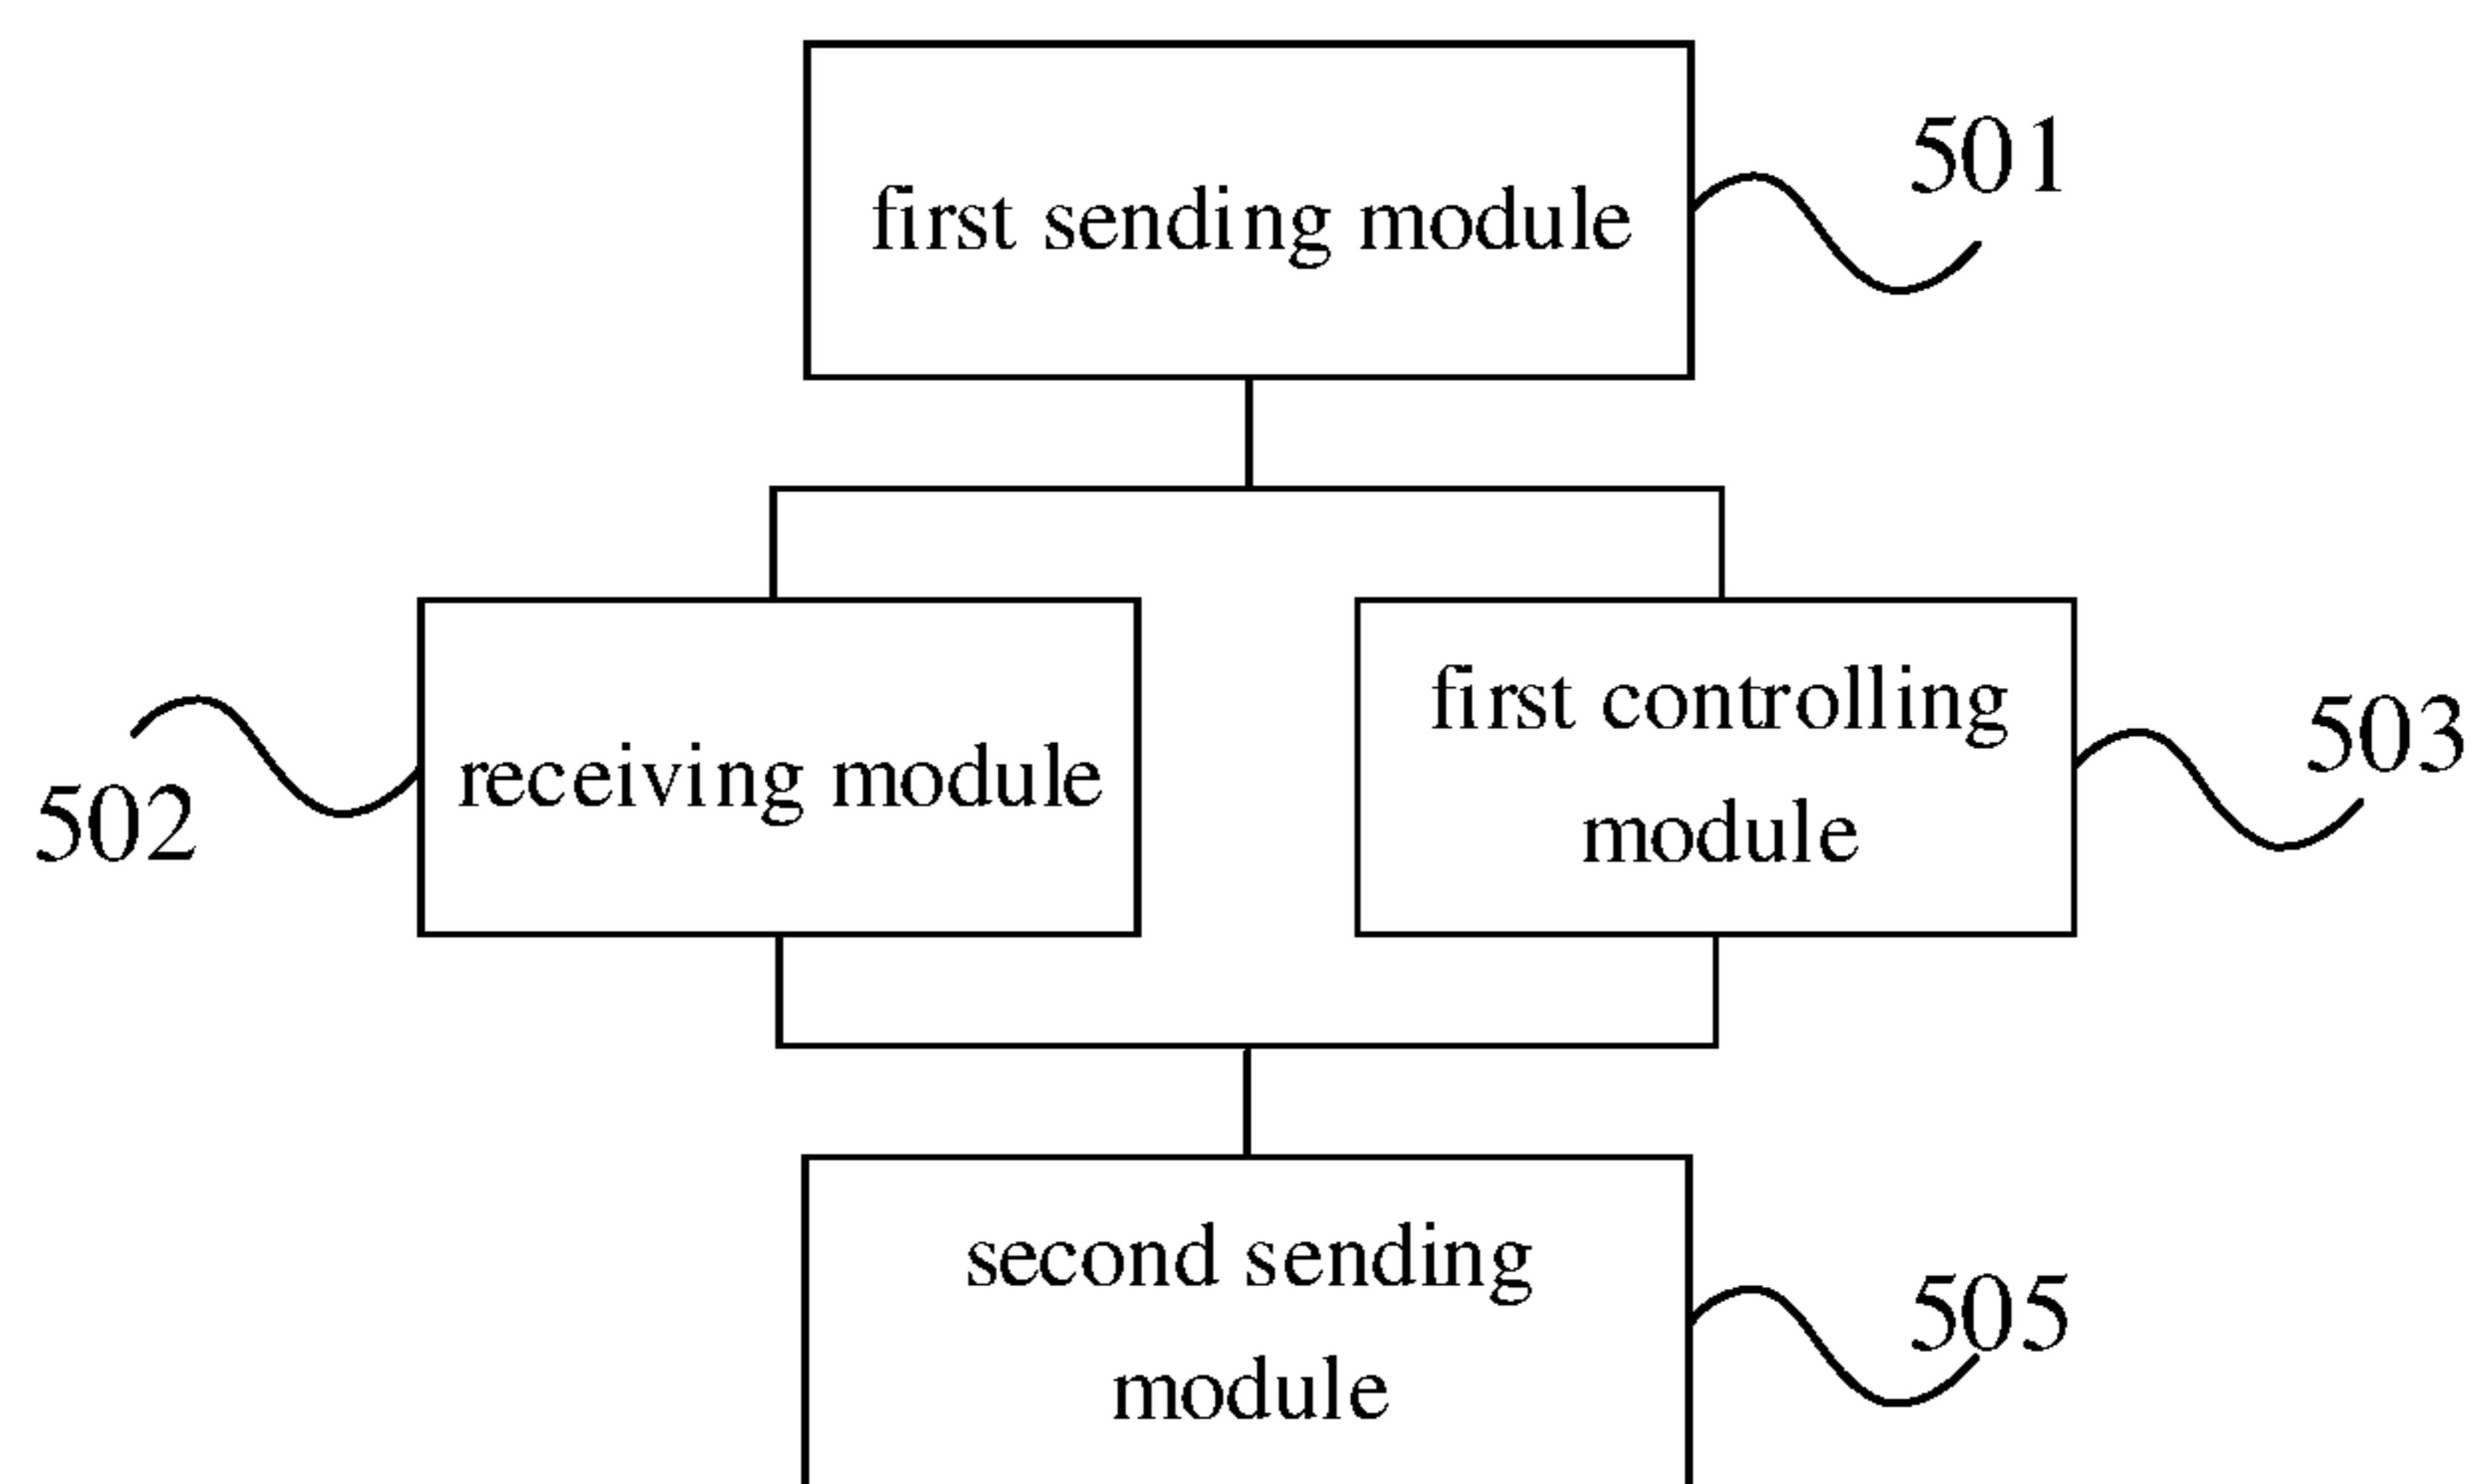 first sending module
501
receiving module
502
first controlling
module
503
second sending
module
505